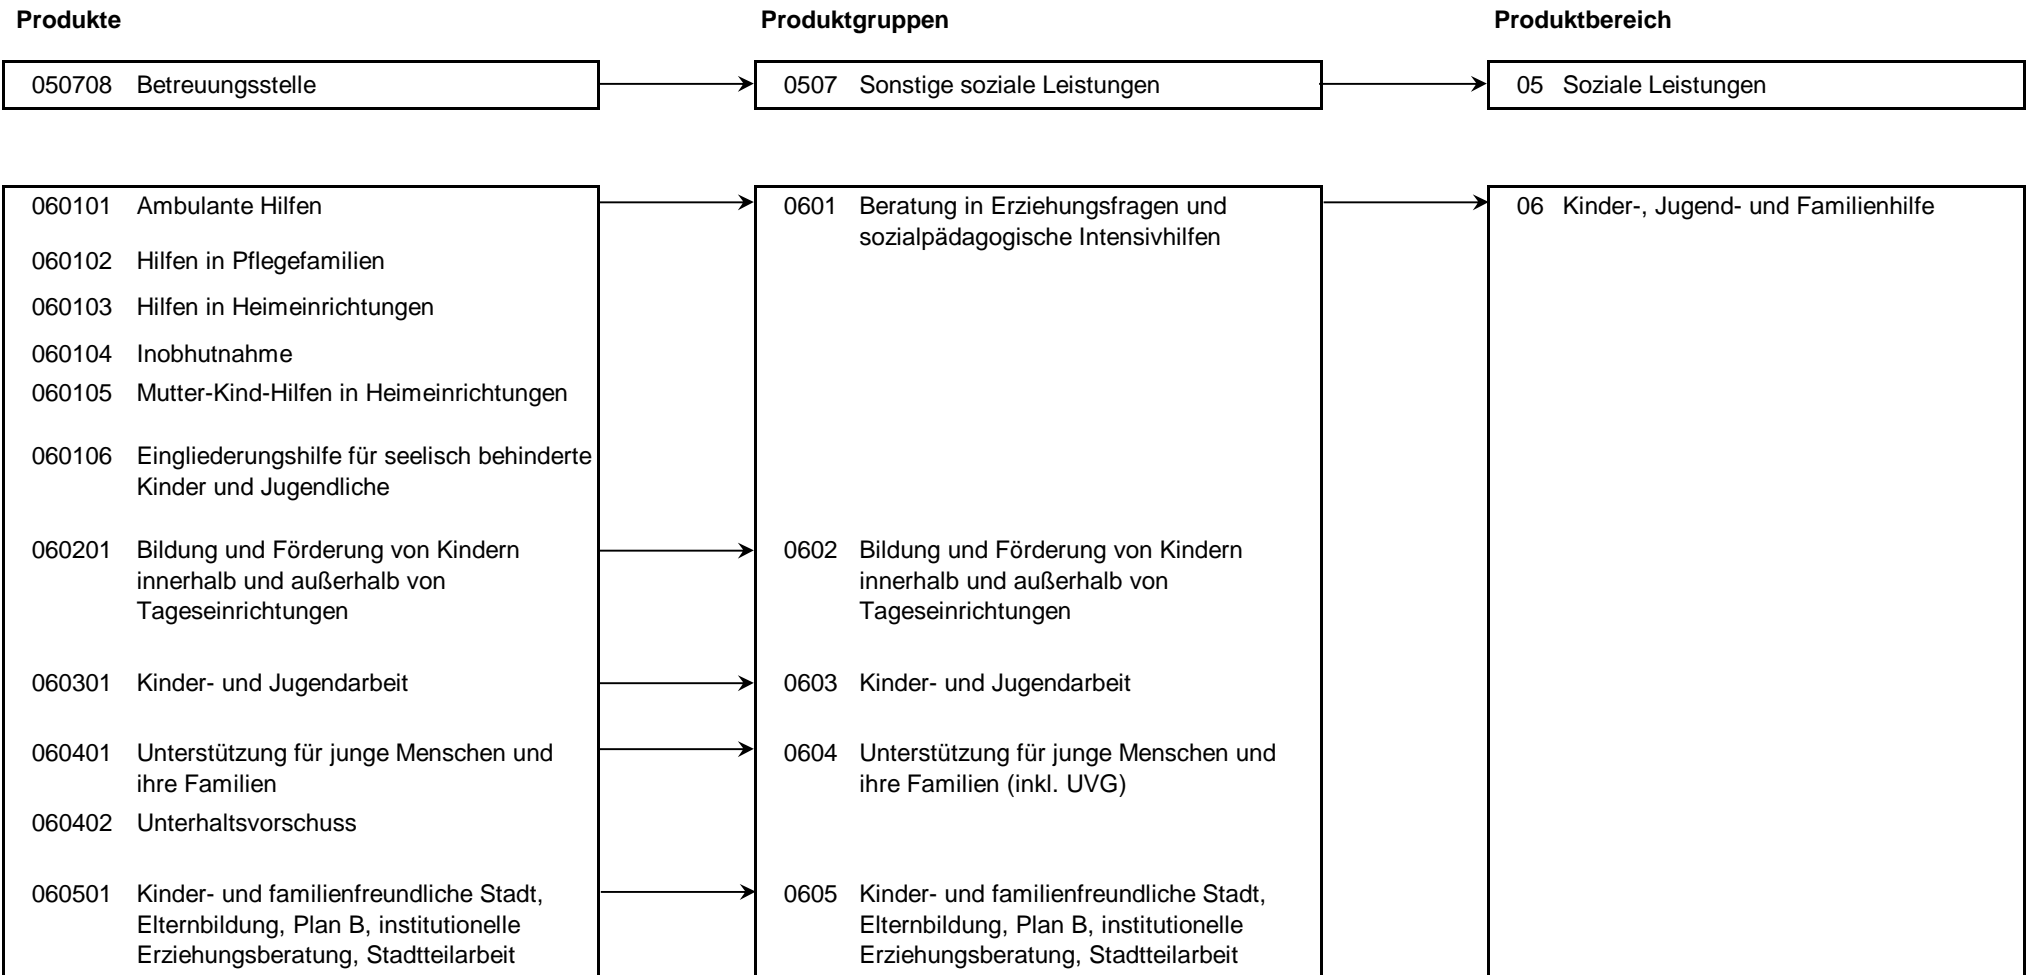 Produkte Produktgruppen Produktbereich
050708 Betreuungsstelle 0507 Sonstige soziale Leistungen 05 Soziale Leistungen
060101 Ambulante Hilfen 0601 Beratung in Erziehungsfragen und 06 Kinder-, Jugend- und Familienhilfe
sozialpädagogische Intensivhilfen
060102 Hilfen in Pflegefamilien
060103 Hilfen in Heimeinrichtungen
060104 Inobhutnahme
060105 Mutter-Kind-Hilfen in Heimeinrichtungen
060106 Eingliederungshilfe für seelisch behinderte
Kinder und Jugendliche
060201 Bildung und Förderung von Kindern 0602 Bildung und Förderung von Kindern
innerhalb und außerhalb von innerhalb und außerhalb von
Tageseinrichtungen Tageseinrichtungen
060301 Kinder- und Jugendarbeit 0603 Kinder- und Jugendarbeit
060401 Unterstützung für junge Menschen und 0604 Unterstützung für junge Menschen und
ihre Familien ihre Familien (inkl. UVG)
060402 Unterhaltsvorschuss
060501 Kinder- und familienfreundliche Stadt, 0605 Kinder- und familienfreundliche Stadt,
Elternbildung, Plan B, institutionelle Elternbildung, Plan B, institutionelle
Erziehungsberatung, Stadtteilarbeit Erziehungsberatung, Stadtteilarbeit